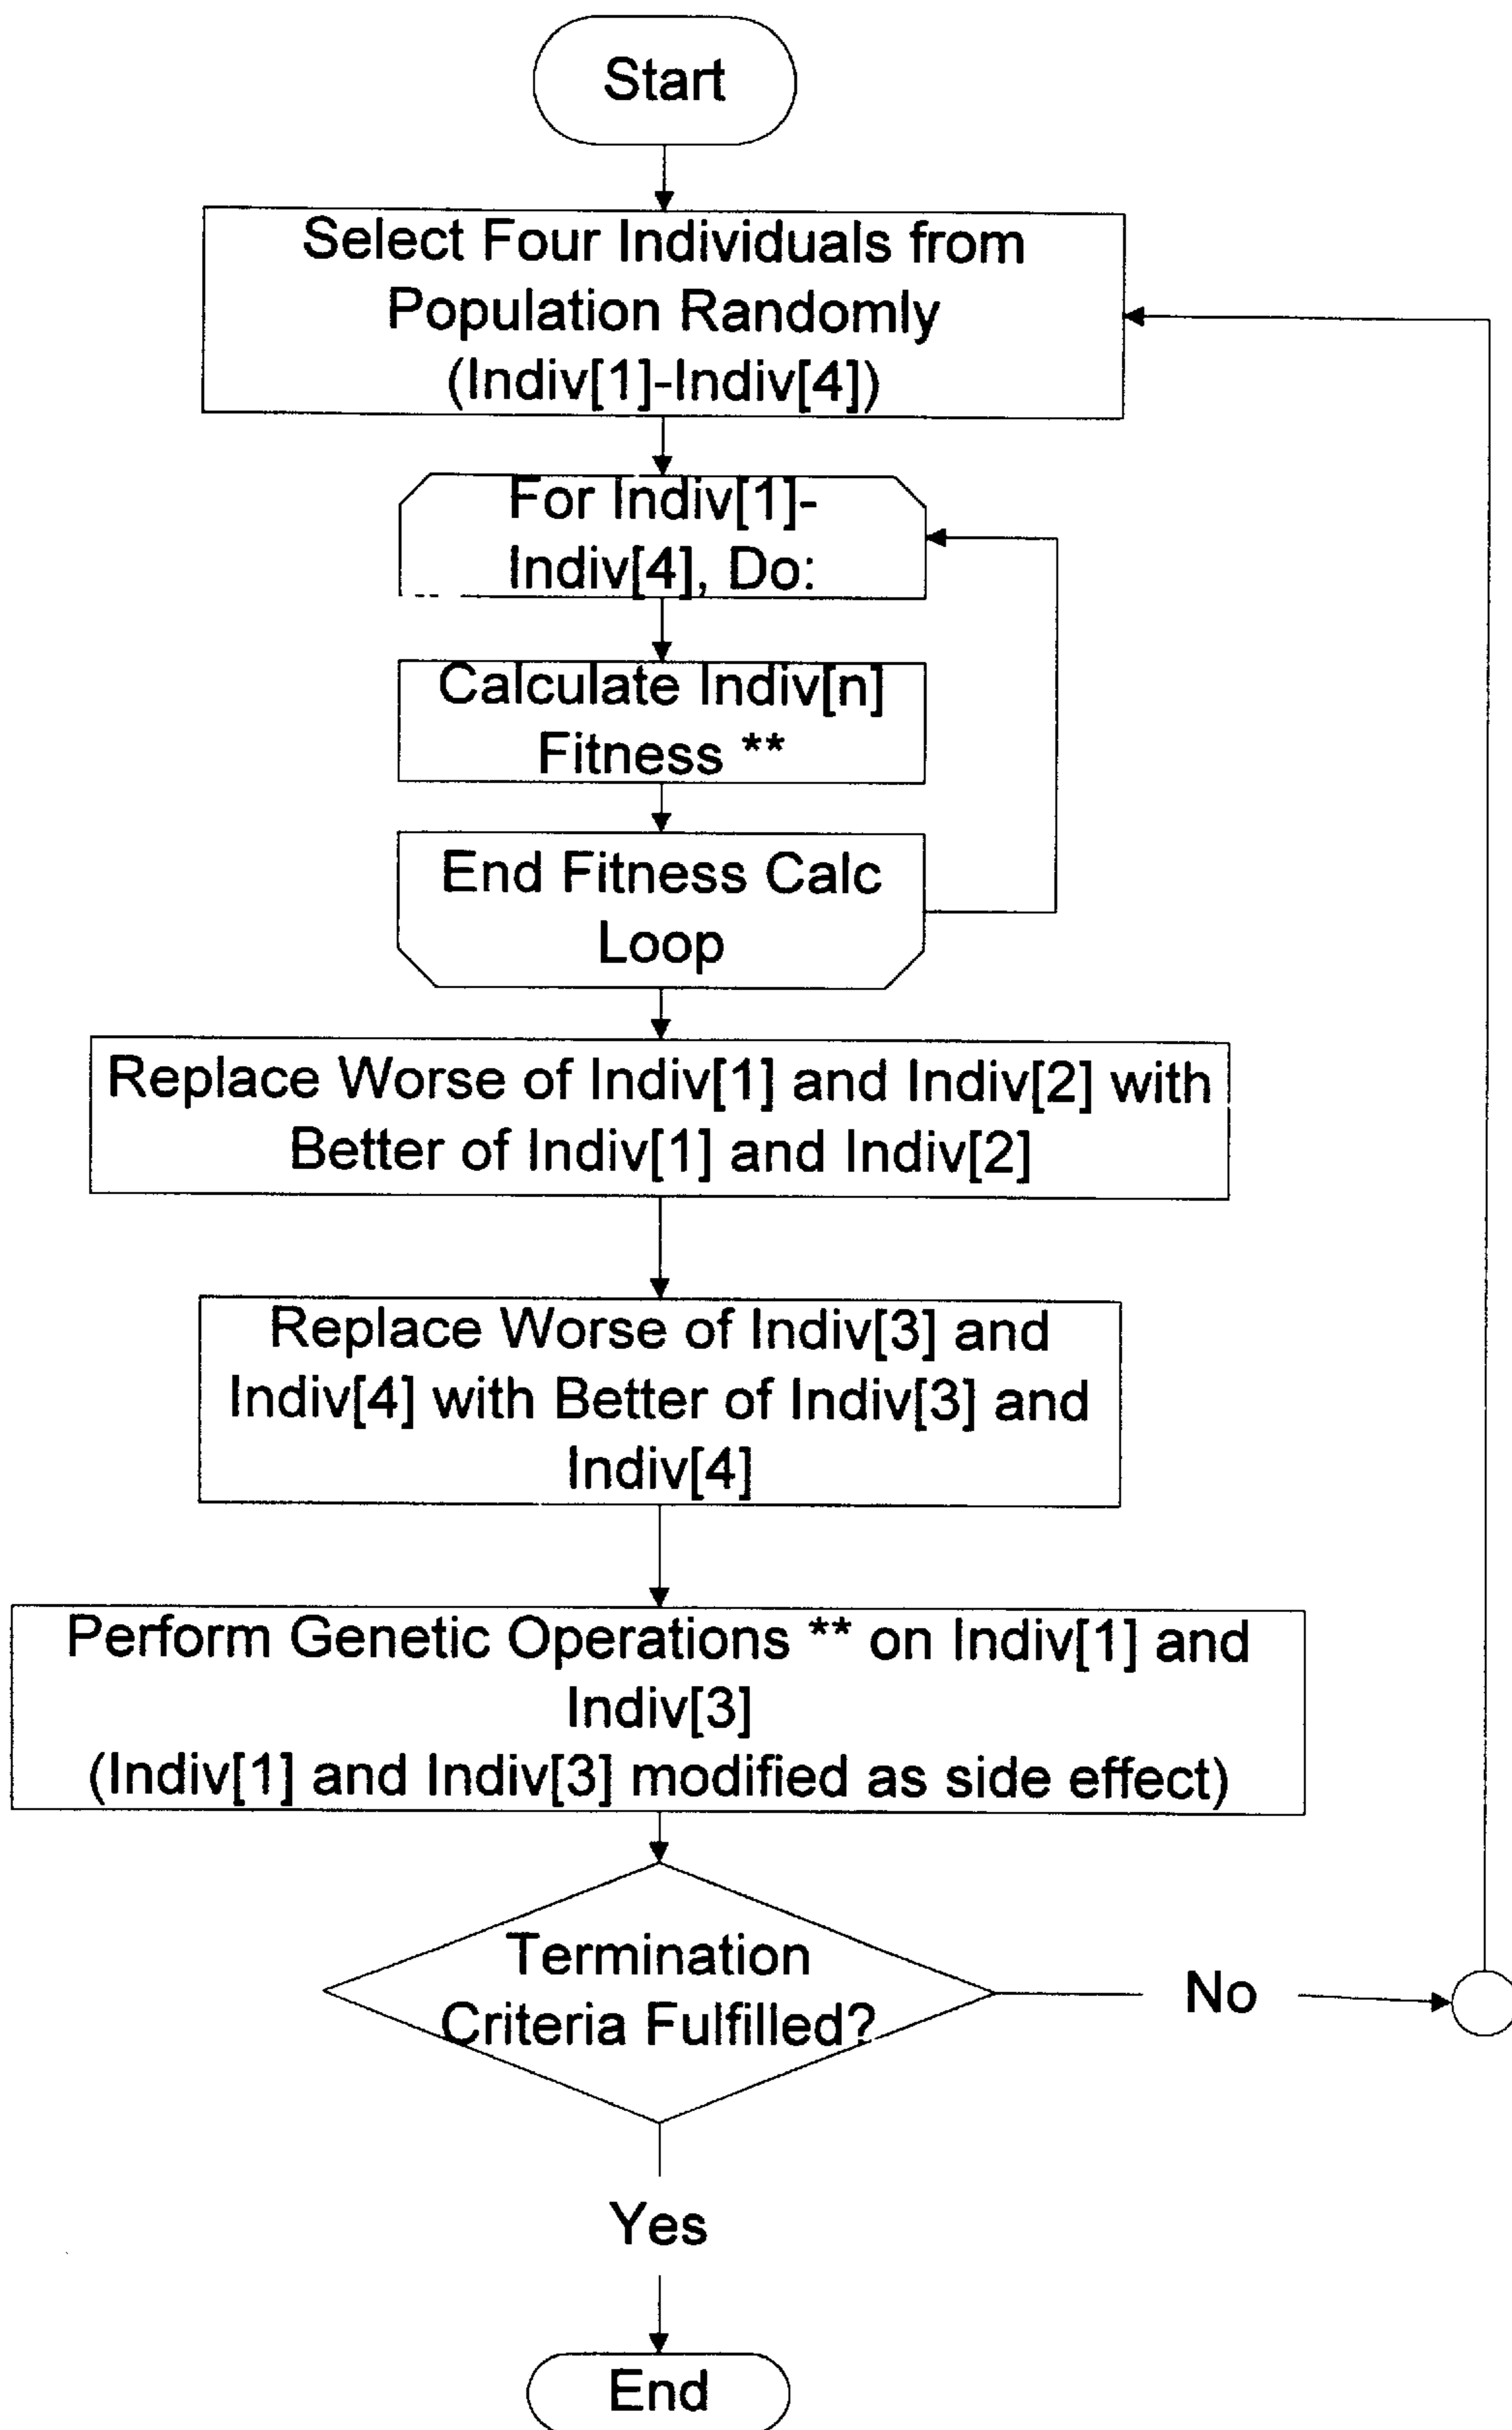 Start
Select Four Individuals from
Population Randomly
(Indiv[1]-Indiv[4])
For Indiv[1]-
Indiv[4], Do:
Calculate Indiv[n]
Fitness **
End Fitness Calc
Loop
Replace Worse of Indiv[1] and Indiv[2] with
Better of Indiv[1] and Indiv[2]
Replace Worse of Indiv[3] and
Indiv[4] with Better of Indiv[3] and
Indiv[4]
Perform Genetic Operations ** on Indiv[1] and
Indiv[3]
(Indiv[1] and Indiv[3] modified as side effect)
Termination
Criteria Fulfilled?
No
Yes
End